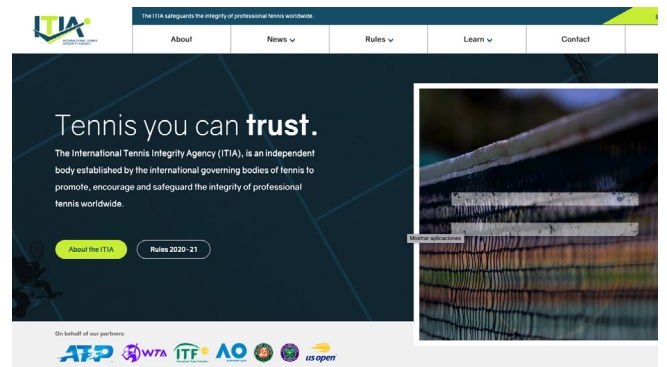 ITIA
INTERNATIONAL TENNIS
INTEGRITY AGENCY
The ITIA safeguards the integrity of professional tennis worldwide.
About
News
Rules
Learn
Contact
Tennis you can trust.
The International Tennis Integrity Agency (ITIA), is an independent
body established by the international governing bodies of tennis to
promote, encourage and safeguard the integrity of professional
tennis worldwide.
About the ITIA
Rules 2020-21
Mostrar aplicaciones
On behalf of our partners:
ATP
WTA
ITF
AO
us open